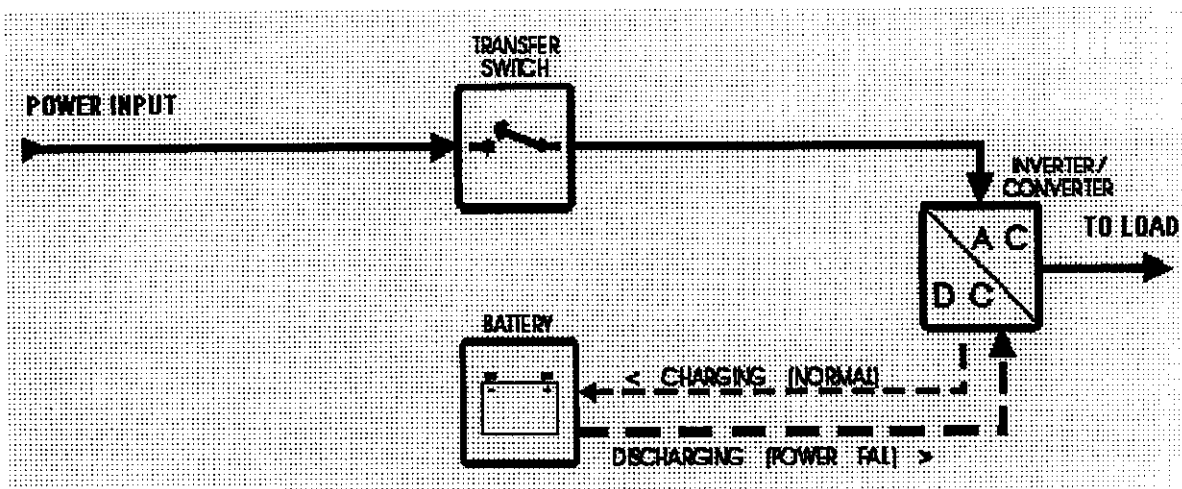 TRANSFER
SWITCH
POWER INPUT
INVERTER/
CONVERTER
A C
D C
TO LOAD
BATTERY
- +
< CHARGING (NORMAL)
DISCHARGING (POWER FAIL) >